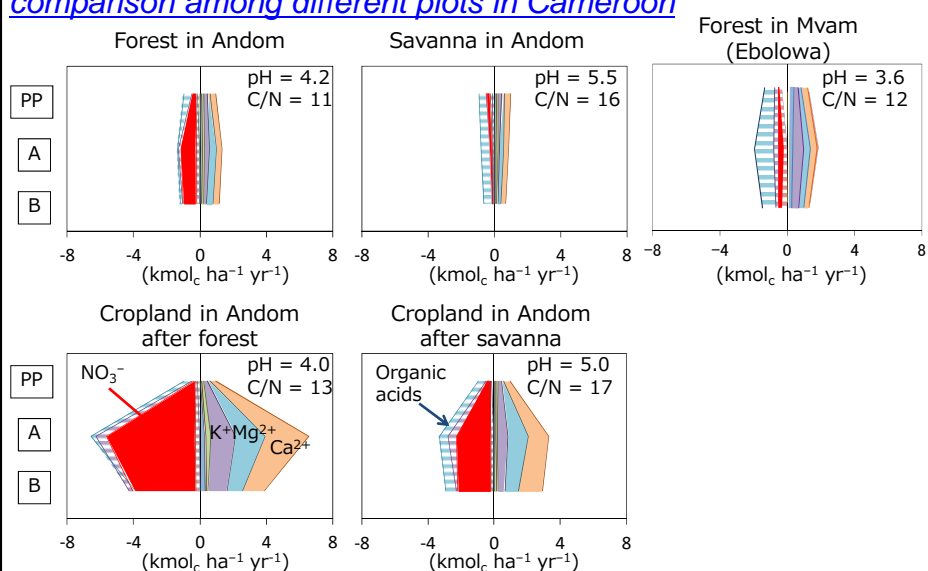 comparison among different plots in Cameroon
Forest in Andom
Savanna in Andom
Forest in Mvam
(Ebolowa)
pH = 4.2
C/N = 11
pH = 5.5
C/N = 16
pH = 3.6
C/N = 12
PP
A
B
-8 -4 0 4 8
(kmolc ha⁻¹ yr⁻¹)
-8 -4 0 4 8
(kmolc ha⁻¹ yr⁻¹)
−8 −4 0 4 8
(kmolc ha⁻¹ yr⁻¹)
Cropland in Andom
after forest
Cropland in Andom
after savanna
PP
A
B
NO₃⁻
pH = 4.0
C/N = 13
K⁺Mg²⁺
Ca²⁺
Organic
acids
pH = 5.0
C/N = 17
-8 -4 0 4 8
(kmolc ha⁻¹ yr⁻¹)
-8 -4 0 4 8
(kmolc ha⁻¹ yr⁻¹)